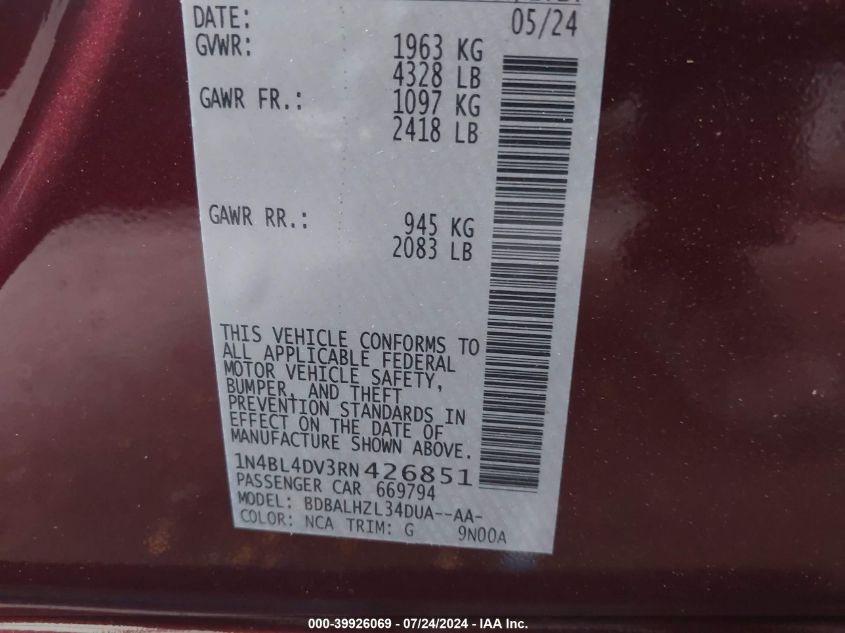 DATE: 05/24
GVWR: 1963 KG
4328 LB
GAWR FR.: 1097 KG
2418 LB
GAWR RR.: 945 KG
2083 LB
THIS VEHICLE CONFORMS TO
ALL APPLICABLE FEDERAL
MOTOR VEHICLE SAFETY,
BUMPER, AND THEFT
PREVENTION STANDARDS IN
EFFECT ON THE DATE OF
MANUFACTURE SHOWN ABOVE.
1N4BL4DV3RN426851
PASSENGER CAR 669794
MODEL: BDBALHZL34DUA--AA-
COLOR: NCA TRIM: G 9N00A
000-39926069 - 07/24/2024 - IAA Inc.